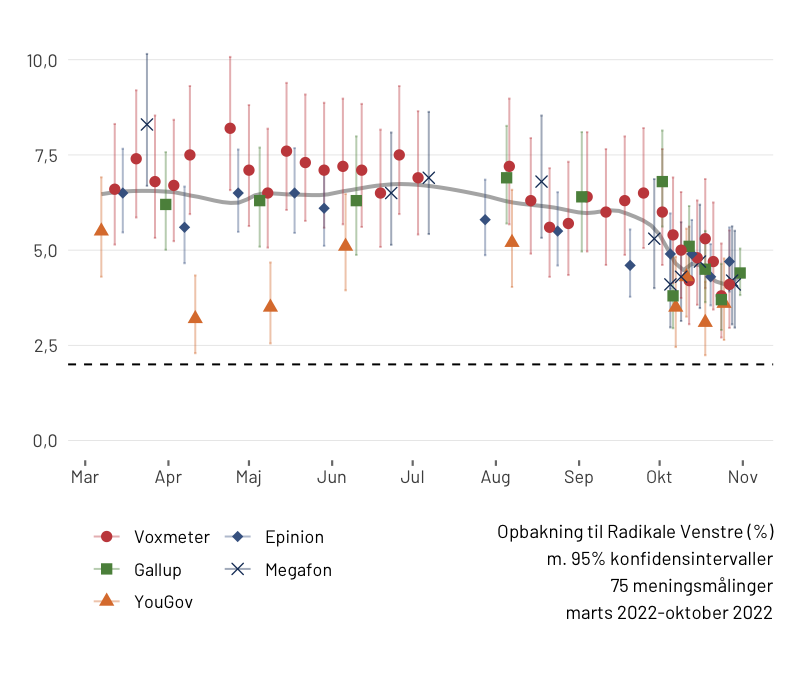 10,0
7,5
5,0
2,5
0,0
Mar Apr Maj Jun Jul Aug Sep Okt Nov
Voxmeter Epinion
Gallup Megafon
YouGov
Opbakning til Radikale Venstre (%)
m. 95% konfidensintervaller
75 meningsmålinger
marts 2022-oktober 2022